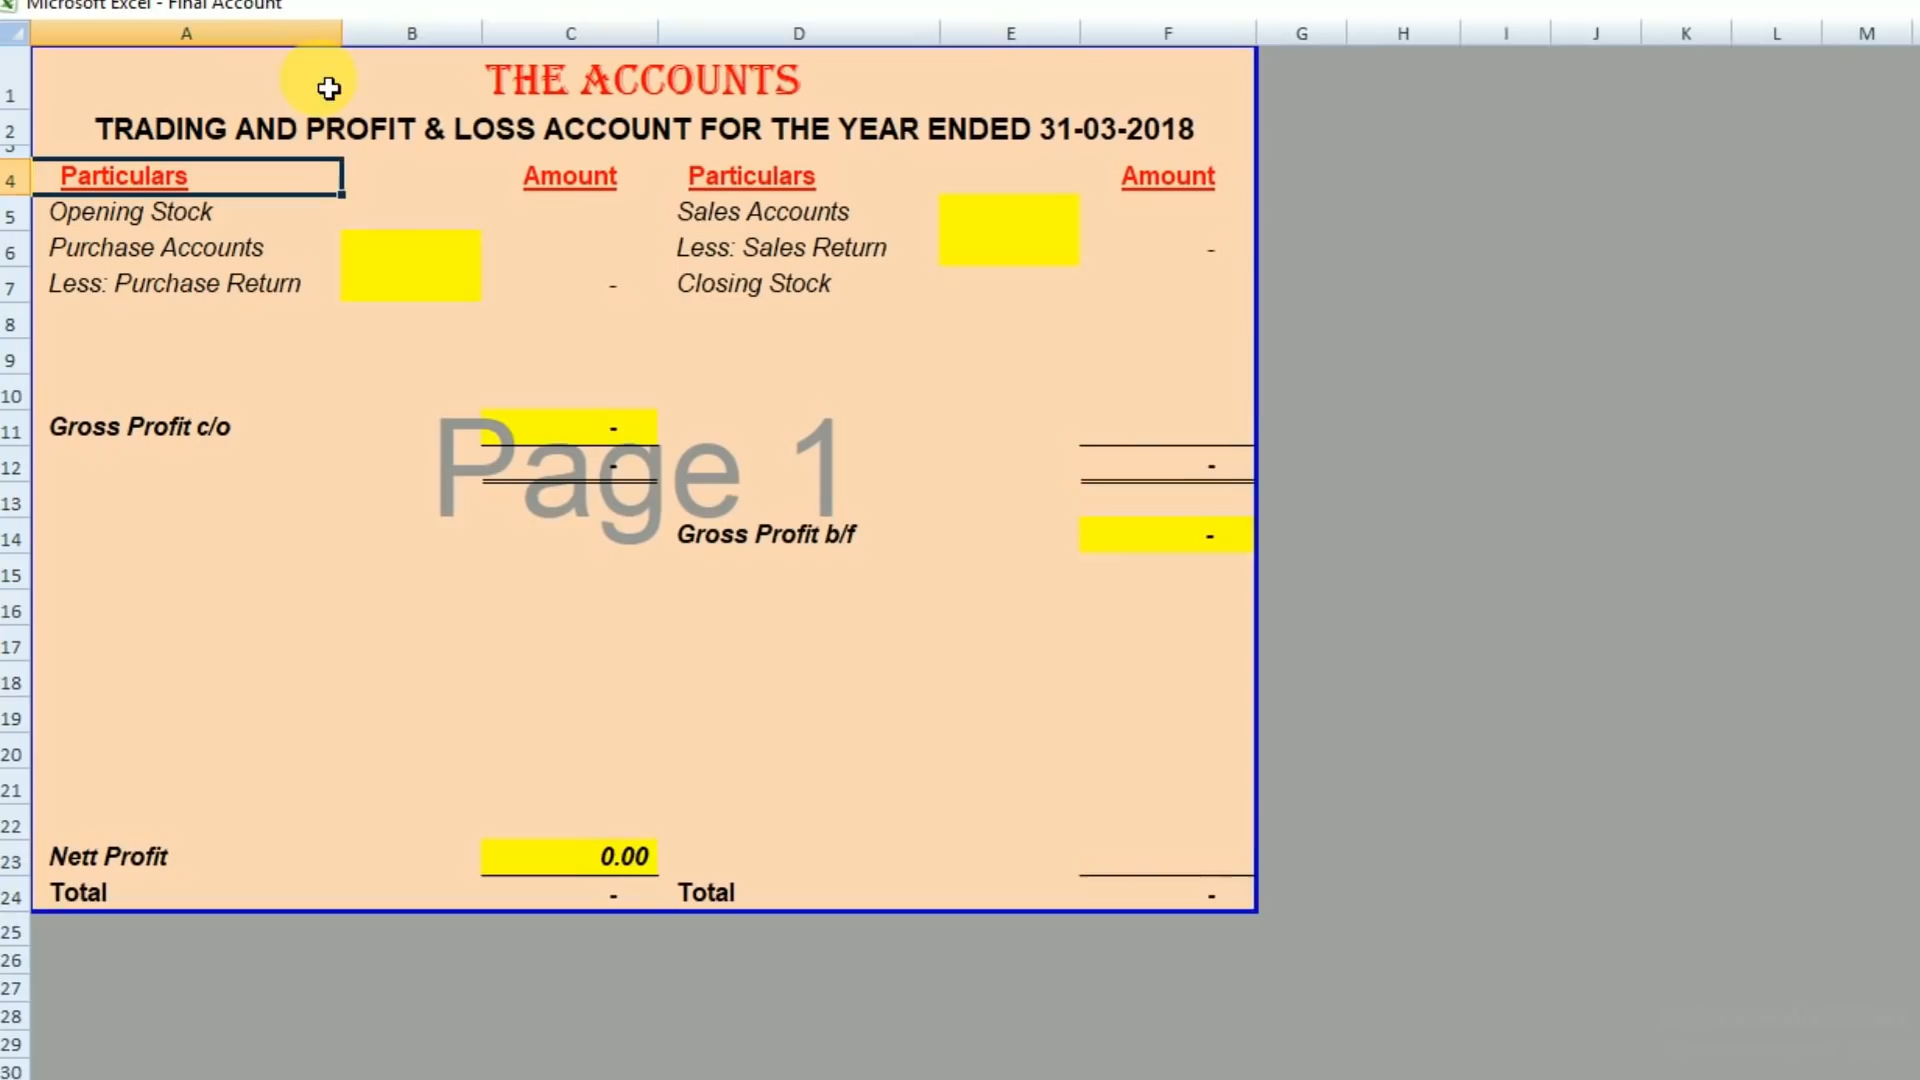 Microsoft Excel - Final Account
A B C D E F G H I J K L M
1 THE ACCOUNTS
2 TRADING AND PROFIT & LOSS ACCOUNT FOR THE YEAR ENDED 31-03-2018
3
4 Particulars Amount Particulars Amount
5 Opening Stock Sales Accounts
6 Purchase Accounts Less: Sales Return -
7 Less: Purchase Return - Closing Stock
8
9
10
11 Gross Profit c/o -
Page 1
12 - -
13
14 Gross Profit b/f -
15
16
17
18
19
20
21
22
23 Nett Profit 0.00
24 Total - Total -
25
26
27
28
29
30